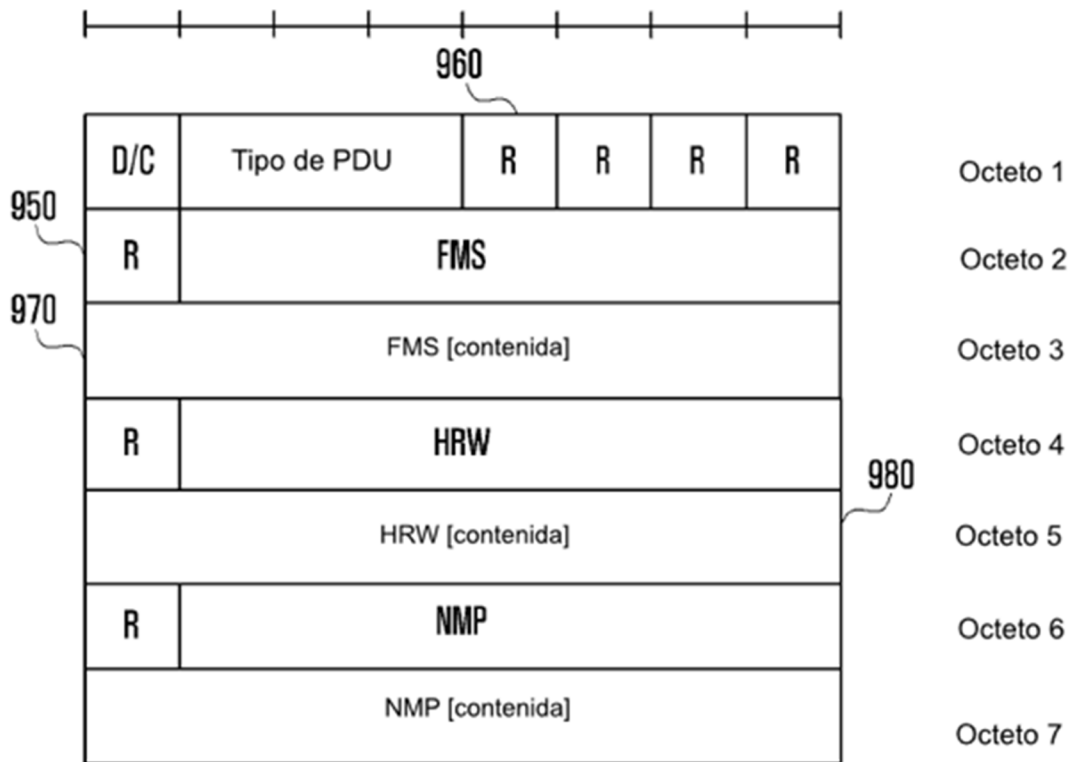 960
D/C Tipo de PDU R R R R Octeto 1
950
R FMS Octeto 2
970
FMS [contenida] Octeto 3
R HRW Octeto 4
980
HRW [contenida] Octeto 5
R NMP Octeto 6
NMP [contenida] Octeto 7